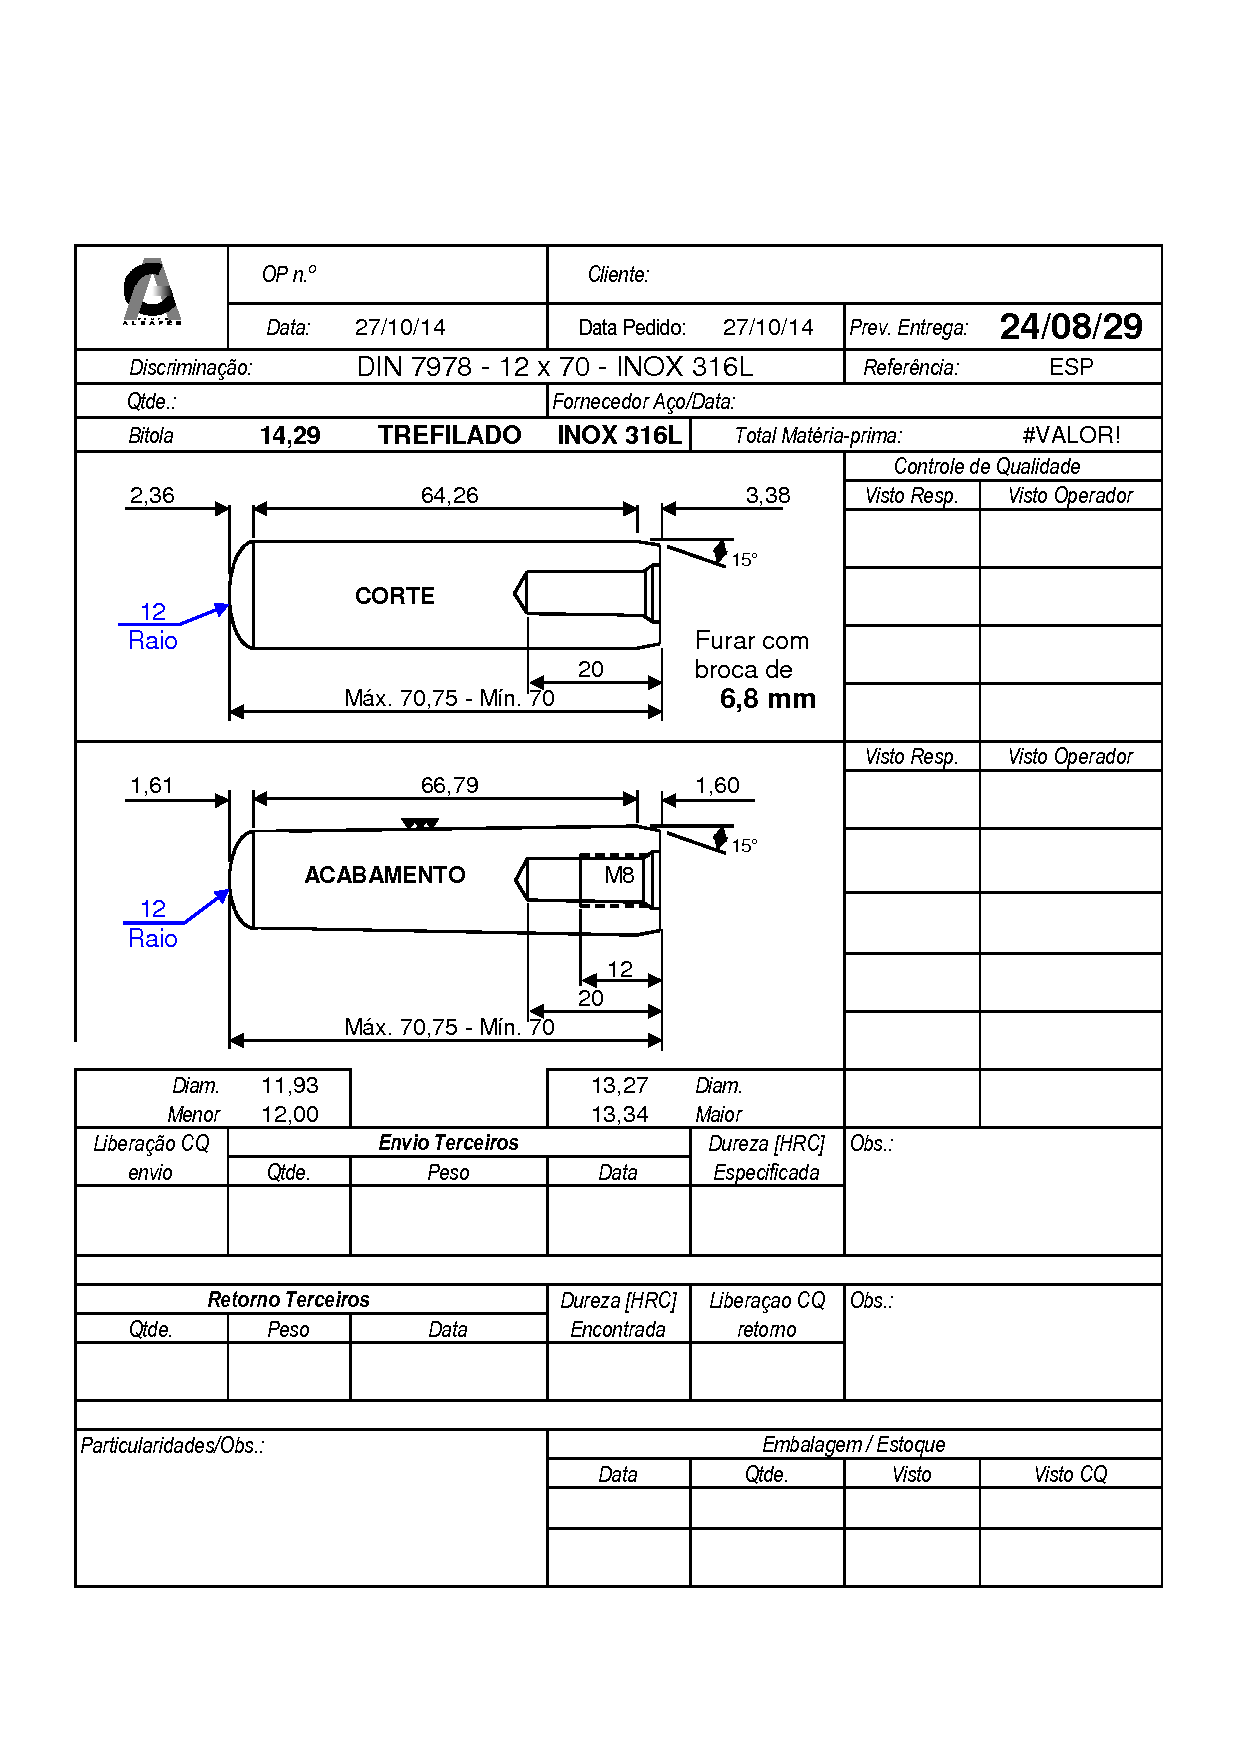 ALBAPES
OP n.º
Cliente:
Data: 27/10/14 Data Pedido: 27/10/14 Prev. Entrega: 24/08/29
Discriminação: DIN 7978 - 12 x 70 - INOX 316L Referência: ESP
Qtde.: Fornecedor Aço/Data:
Bitola 14,29 TREFILADO INOX 316L Total Matéria-prima: #VALOR!
Controle de Qualidade
2,36 64,26 3,38 Visto Resp. Visto Operador
15°
CORTE
12
Raio Furar com
20 broca de
Máx. 70,75 - Mín. 70 6,8 mm
Visto Resp. Visto Operador
1,61 66,79 1,60
15°
ACABAMENTO M8
12
Raio
12
20
Máx. 70,75 - Mín. 70
Diam. 11,93 13,27 Diam.
Menor 12,00 13,34 Maior
Liberação CQ Envio Terceiros Dureza [HRC] Obs.:
envio Qtde. Peso Data Especificada
Retorno Terceiros Dureza [HRC] Liberaçao CQ Obs.:
Qtde. Peso Data Encontrada retorno
Particularidades/Obs.: Embalagem / Estoque
Data Qtde. Visto Visto CQ